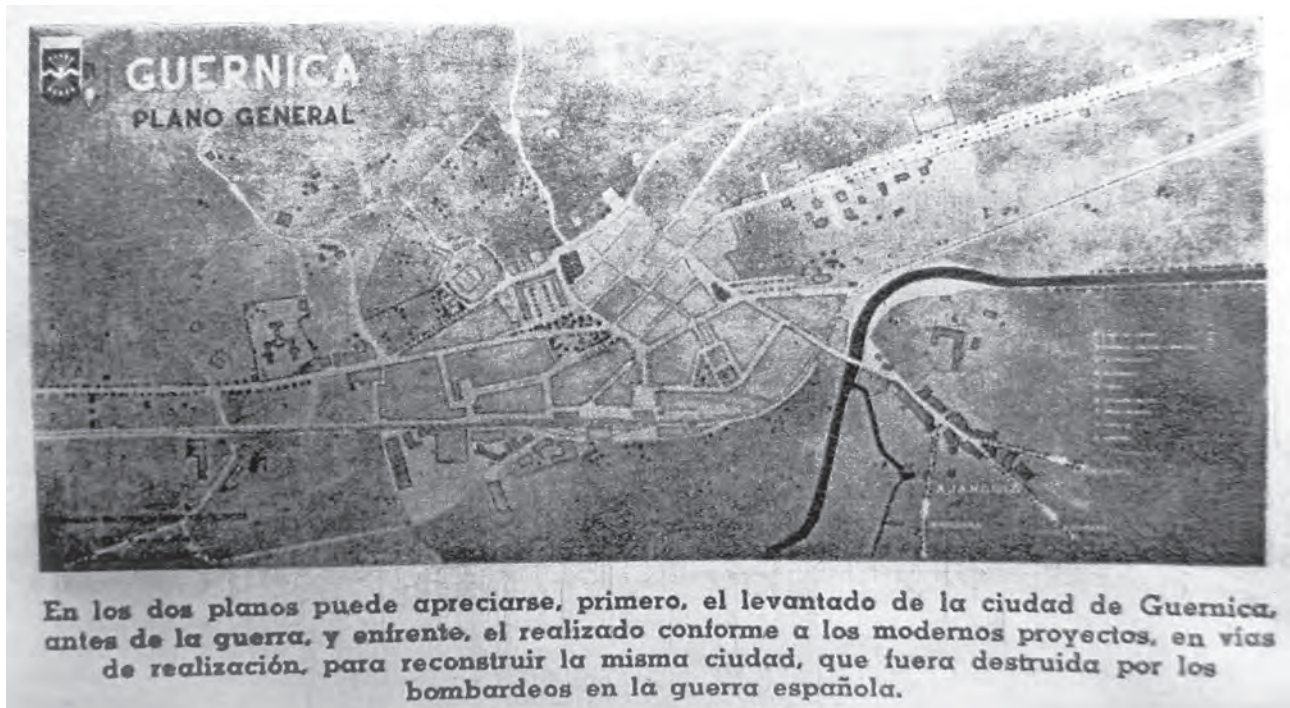 GUERNICA
PLANO GENERAL
En los dos planos puede apreciarse, primero, el levantado de la ciudad de Guernica,
antes de la guerra, y enfrente, el realizado conforme a los modernos proyectos, en vías
de realización, para reconstruir la misma ciudad, que fuera destruida por los
bombardeos en la guerra española.